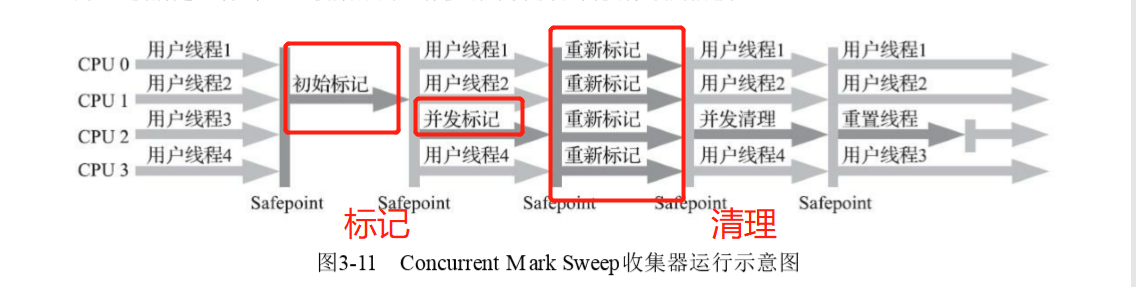 用户线程1 用户线程1 重新标记 用户线程1 用户线程1
CPU 0
用户线程2 初始标记 用户线程2 重新标记 用户线程2 用户线程2
CPU 1
用户线程3 并发标记 重新标记 并发清理 重置线程
CPU 2
用户线程4 用户线程4 重新标记 用户线程4 用户线程3
CPU 3
Safepoint Safepoint Safepoint Safepoint Safepoint
标记 清理
图3-11 Concurrent Mark Sweep收集器运行示意图